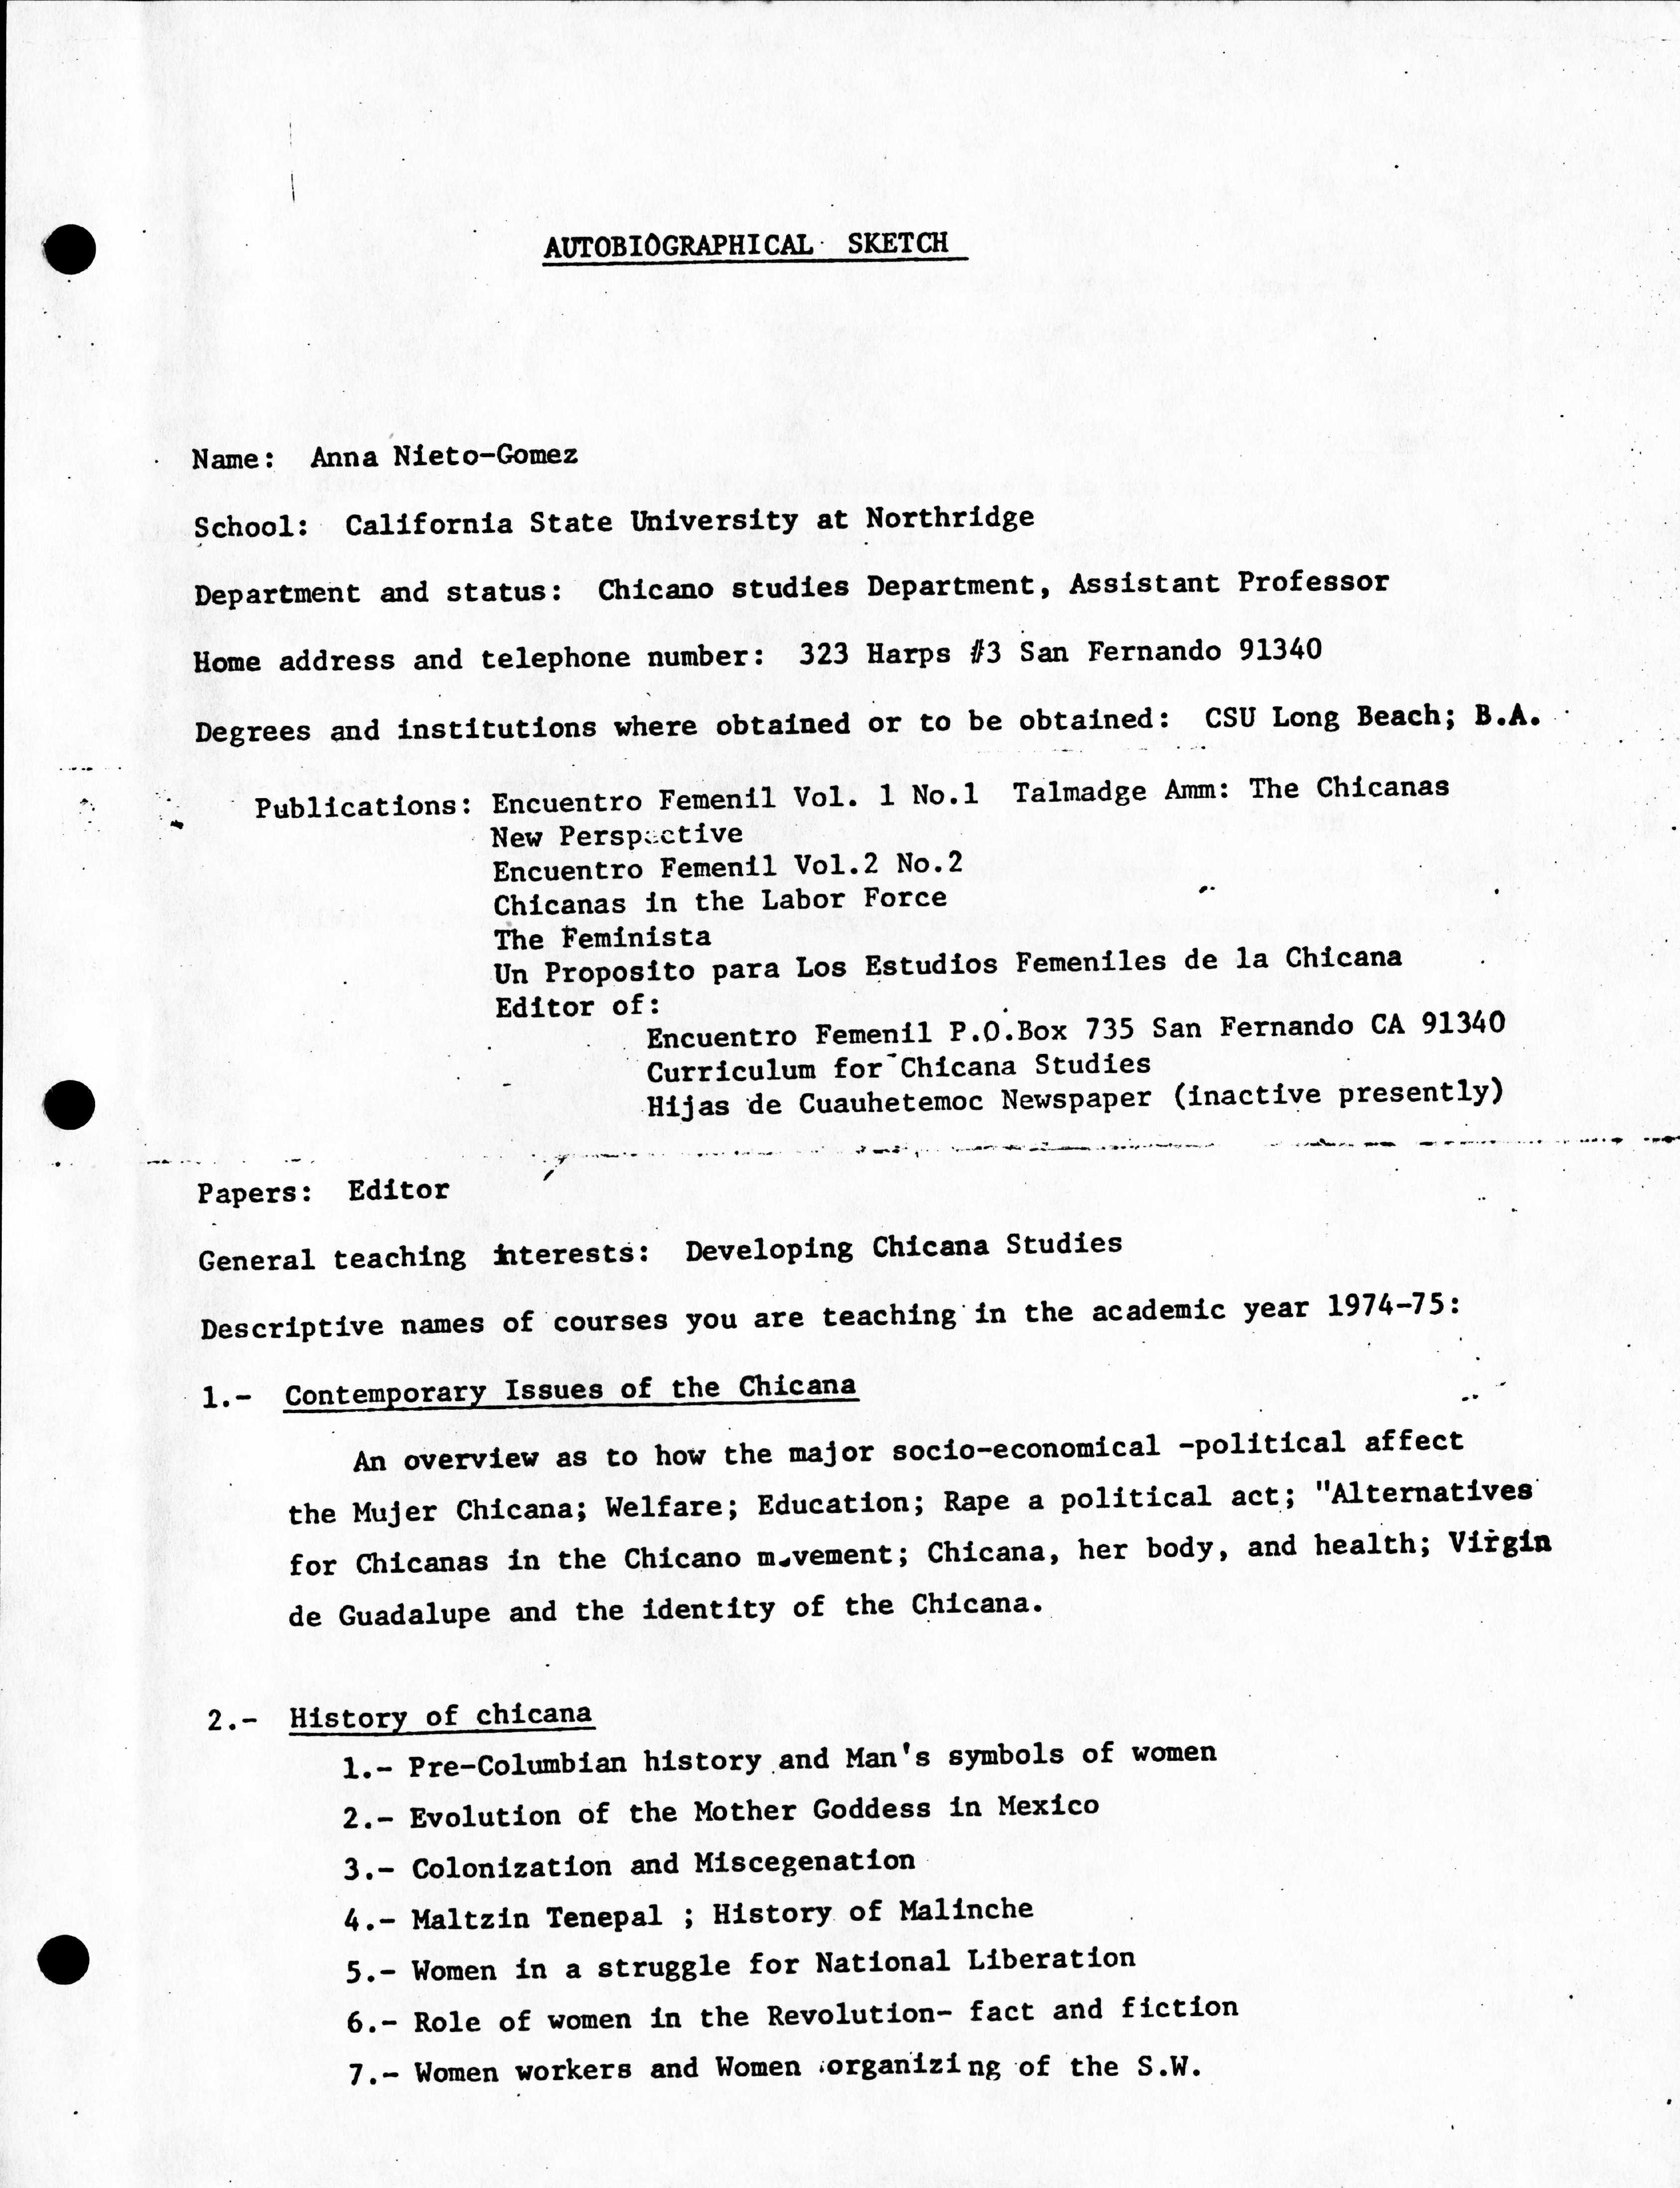 AUTOBIOGRAPHICAL SKETCH
Name: Anna Nieto-Gomez
School: California State University at Northridge
Department and status: Chicano studies Department, Assistant Professor
Home address and telephone number: 323 Harps #3 San Fernando 91340
Degrees and institutions where obtained or to be obtained: CSU Long Beach; B.A.
Publications: Encuentro Femenil Vol. 1 No.1 Talmadge Amm: The Chicanas
New Perspective
Encuentro Femenil Vol.2 No.2
Chicanas in the Labor Force
The Feminista
Un Proposito para Los Estudios Femeniles de la Chicana
Editor of:
Encuentro Femenil P.O.Box 735 San Fernando CA 91340
Curriculum for Chicana Studies
Hijas de Cuauhetemoc Newspaper (inactive presently)
Papers: Editor
General teaching interests: Developing Chicana Studies
Descriptive names of courses you are teaching in the academic year 1974-75:
1.- Contemporary Issues of the Chicana
An overview as to how the major socio-economical -political affect
the Mujer Chicana; Welfare; Education; Rape a political act; "Alternatives
for Chicanas in the Chicano movement; Chicana, her body, and health; Virgin
de Guadalupe and the identity of the Chicana.
2.- History of chicana
1.- Pre-Columbian history and Man's symbols of women
2.- Evolution of the Mother Goddess in Mexico
3.- Colonization and Miscegenation
4.- Maltzin Tenepal ; History of Malinche
5.- Women in a struggle for National Liberation
6.- Role of women in the Revolution- fact and fiction
7.- Women workers and Women organizing of the S.W.